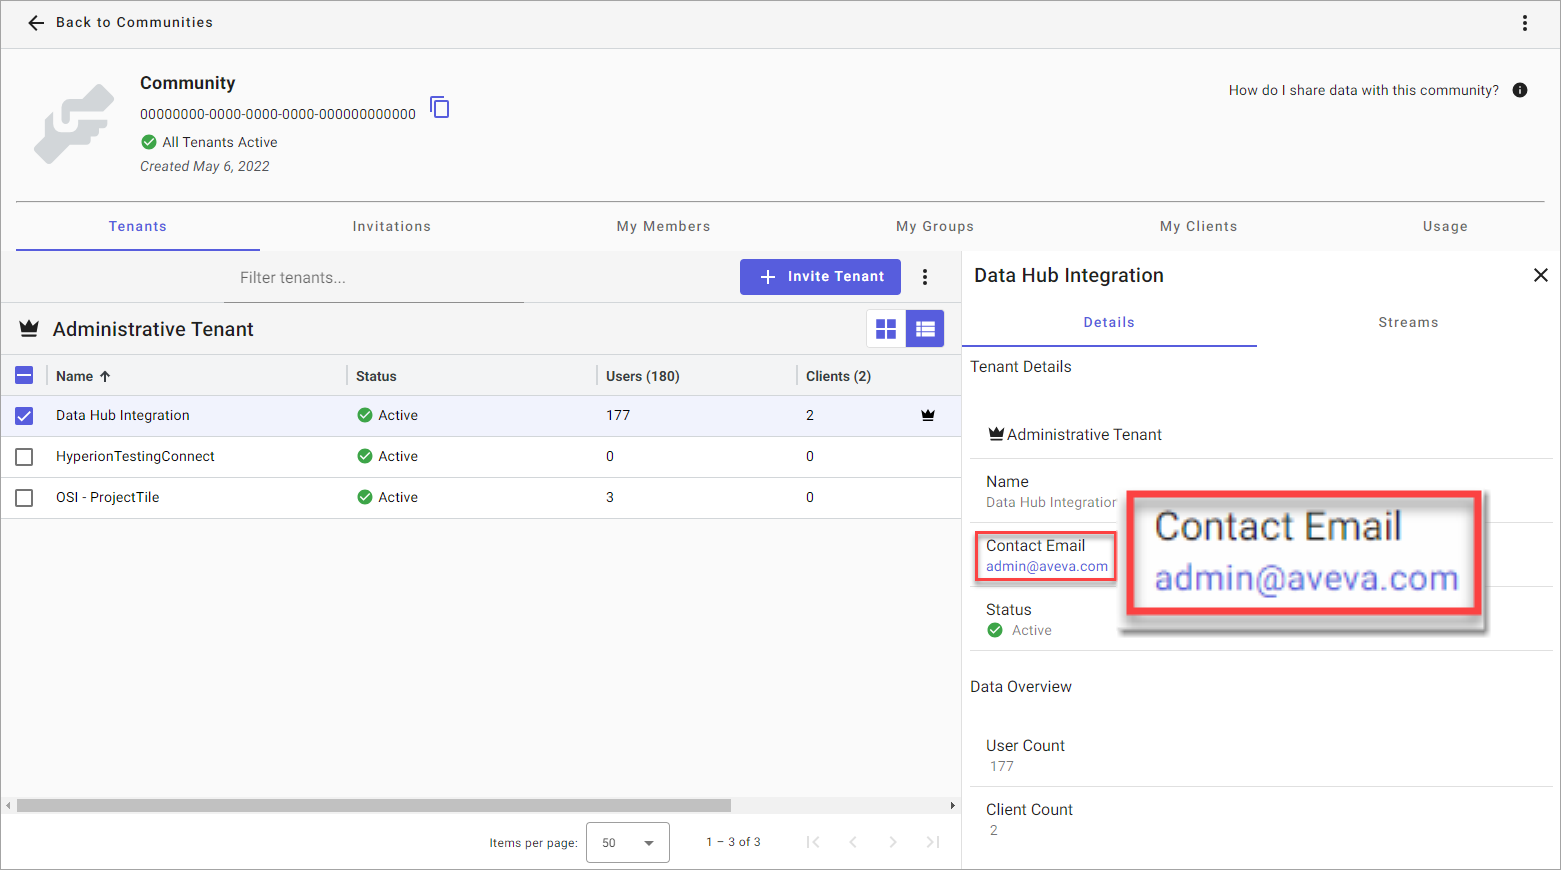 Back to Communities
Community
00000000-0000-0000-0000-000000000000
All Tenants Active
Created May 6, 2022
How do I share data with this community?
Tenants
Invitations
My Members
My Groups
My Clients
Usage
Filter tenants...
Invite Tenant
Administrative Tenant
Name
Status
Users (180)
Clients (2)
Data Hub Integration
Active
177
2
HyperionTestingConnect
Active
0
0
OSI - ProjectTile
Active
3
0
Items per page:
50
1 – 3 of 3
Data Hub Integration
Details
Streams
Tenant Details
Administrative Tenant
Name
Data Hub Integration
Contact Email
admin@aveva.com
Contact Email
admin@aveva.com
Status
Active
Data Overview
User Count
177
Client Count
2